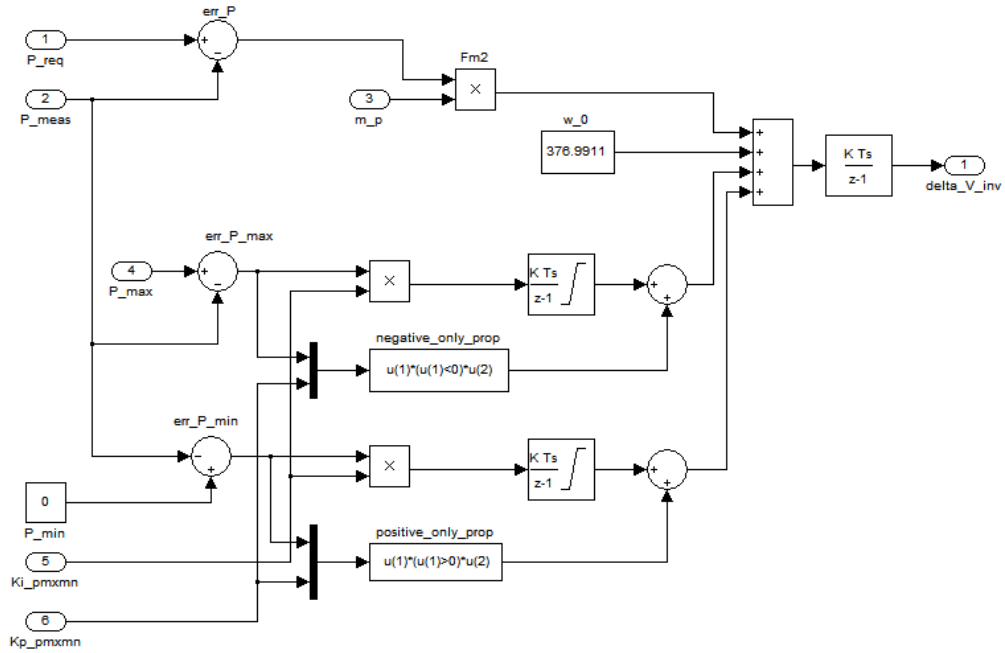 err_P
1
P_req
+
−
2
P_meas
3
m_p
Fm2
×
w_0
376.9911
+
+
+
+
K Ts
z-1
1
delta_V_inv
err_P_max
4
P_max
+
−
×
K Ts
z-1
+
+
negative_only_prop
u(1)*(u(1)<0)*u(2)
err_P_min
−
+
×
K Ts
z-1
+
+
0
P_min
positive_only_prop
u(1)*(u(1)>0)*u(2)
5
Ki_pmxmn
6
Kp_pmxmn